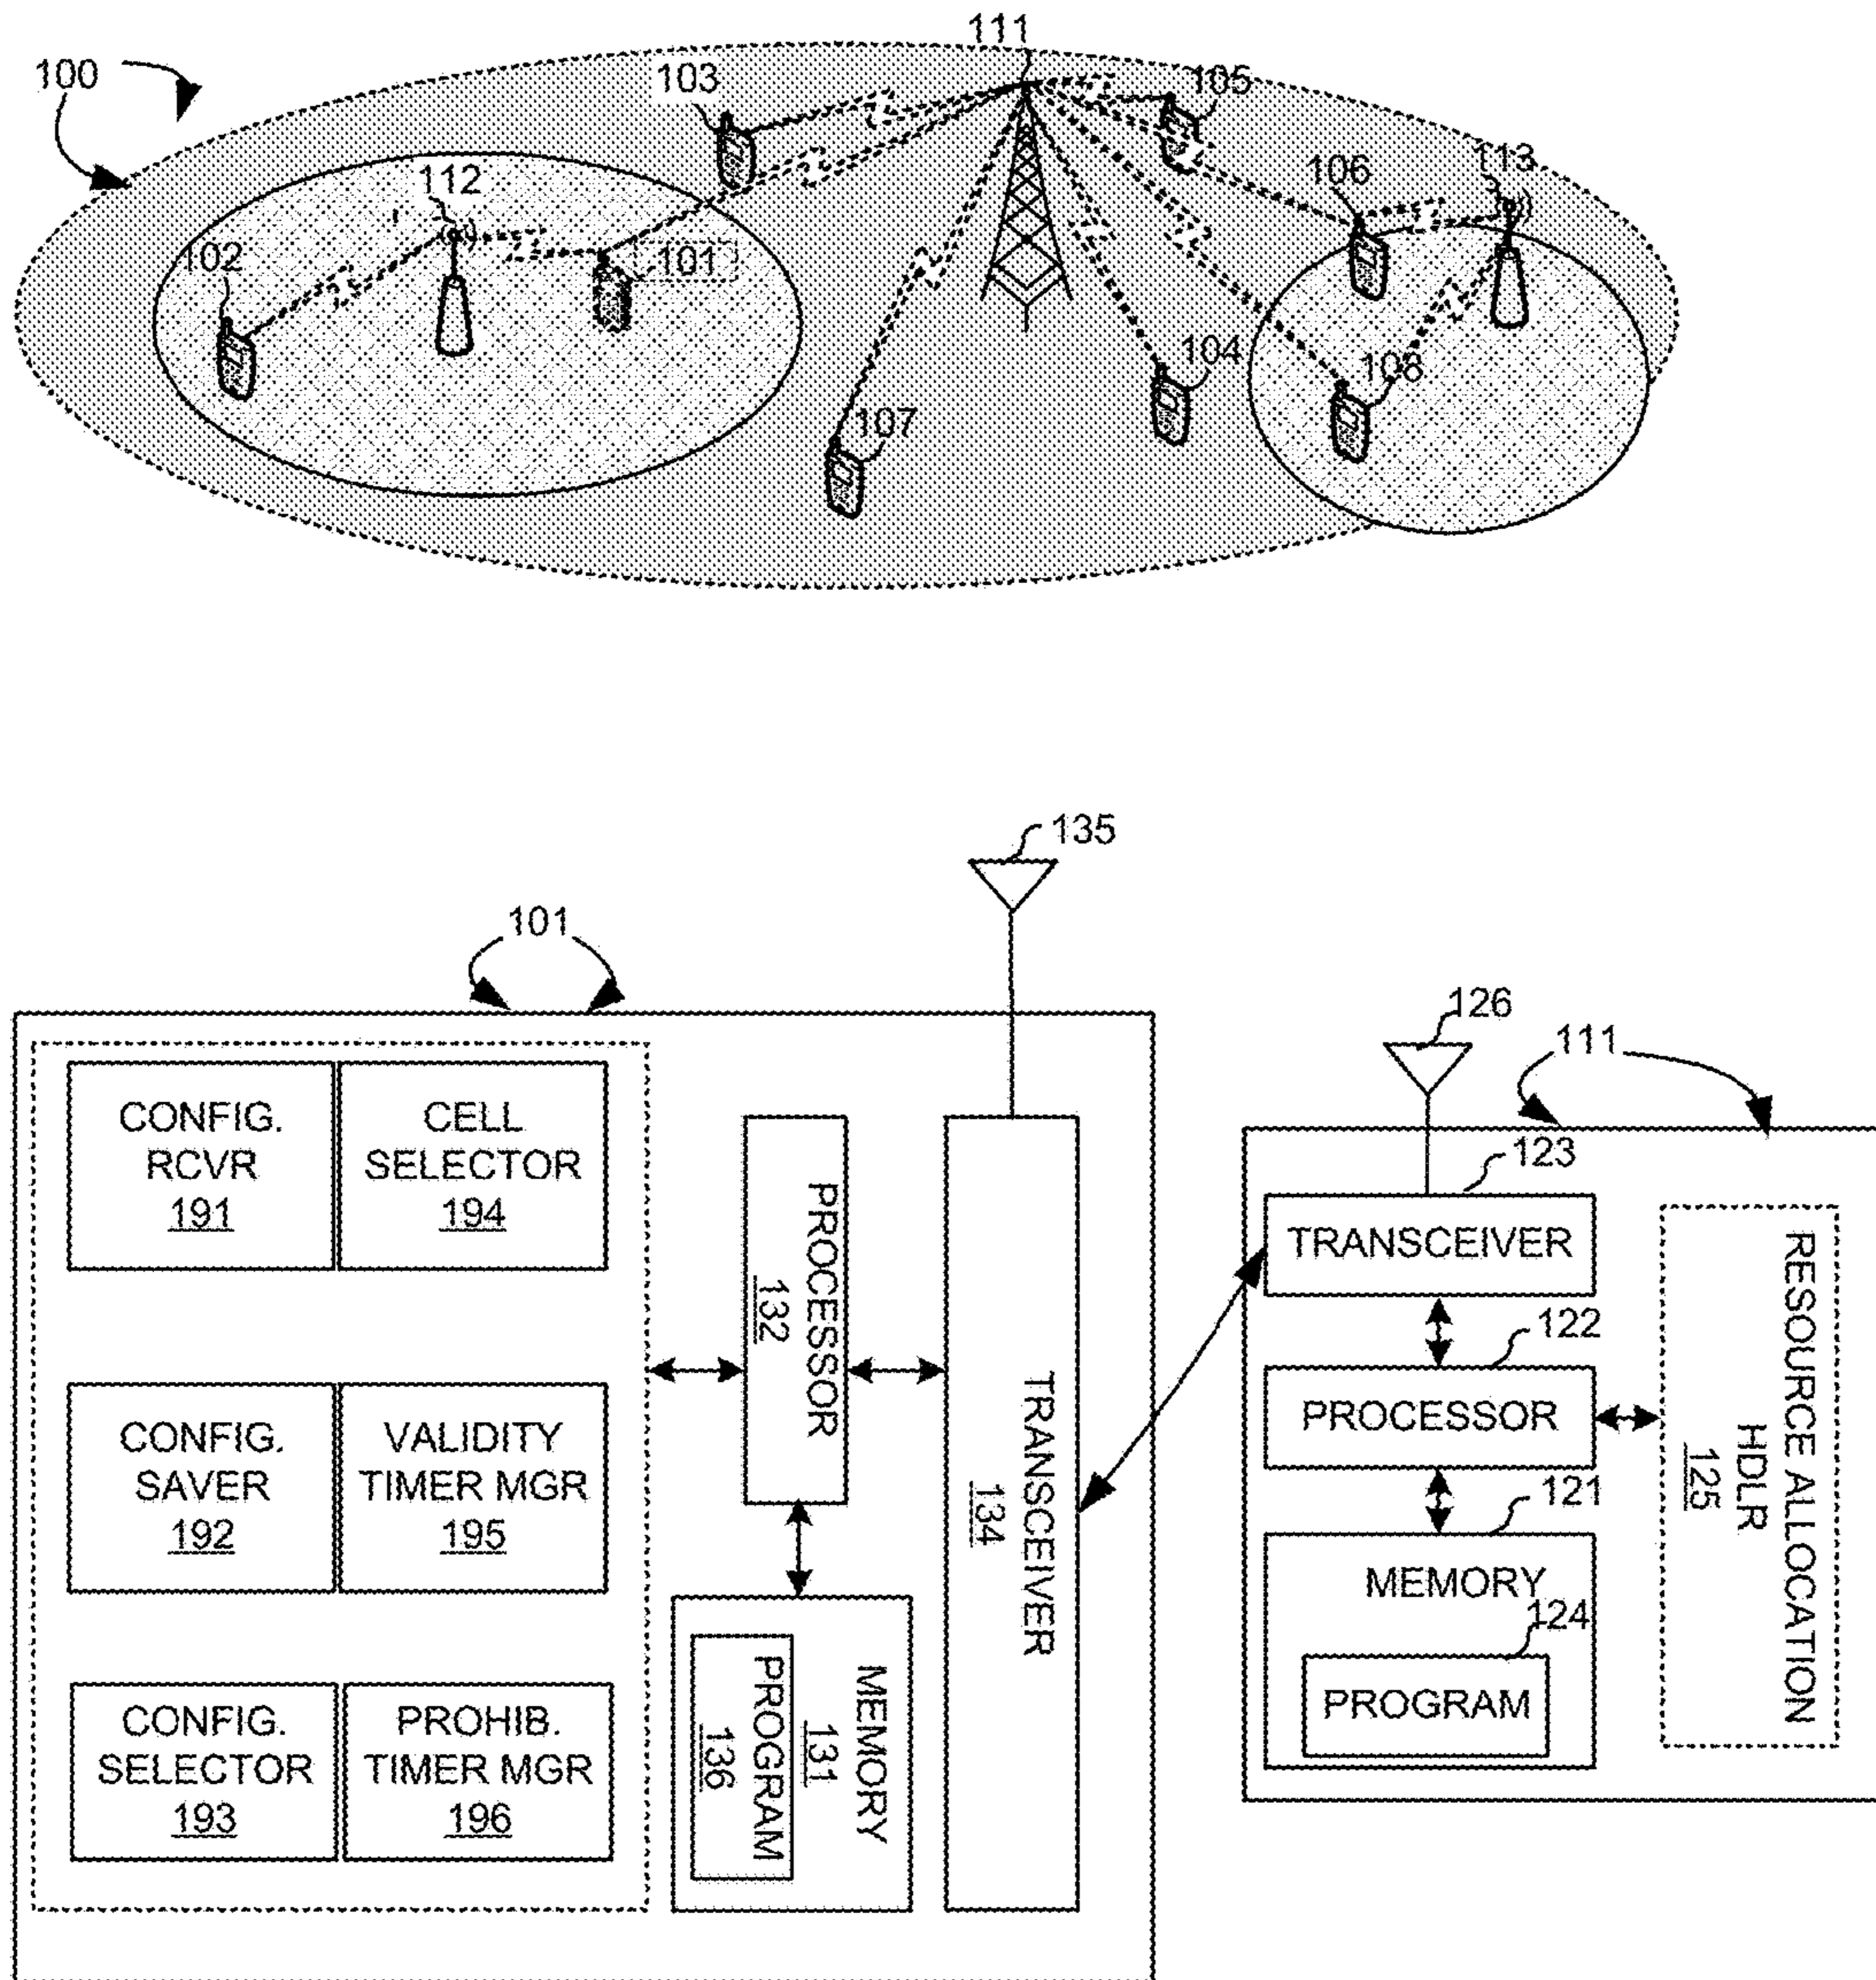 111
100
103
105
112
106
113
102
101
104
108
107
135
101
126
111
CONFIG.
RCVR
191
CELL
SELECTOR
194
CONFIG.
SAVER
192
VALIDITY
TIMER MGR
195
CONFIG.
SELECTOR
193
PROHIB.
TIMER MGR
196
PROCESSOR
132
MEMORY
131
PROGRAM
136
TRANSCEIVER
134
123
TRANSCEIVER
122
PROCESSOR
121
MEMORY
124
PROGRAM
RESOURCE ALLOCATION
HDLR
125